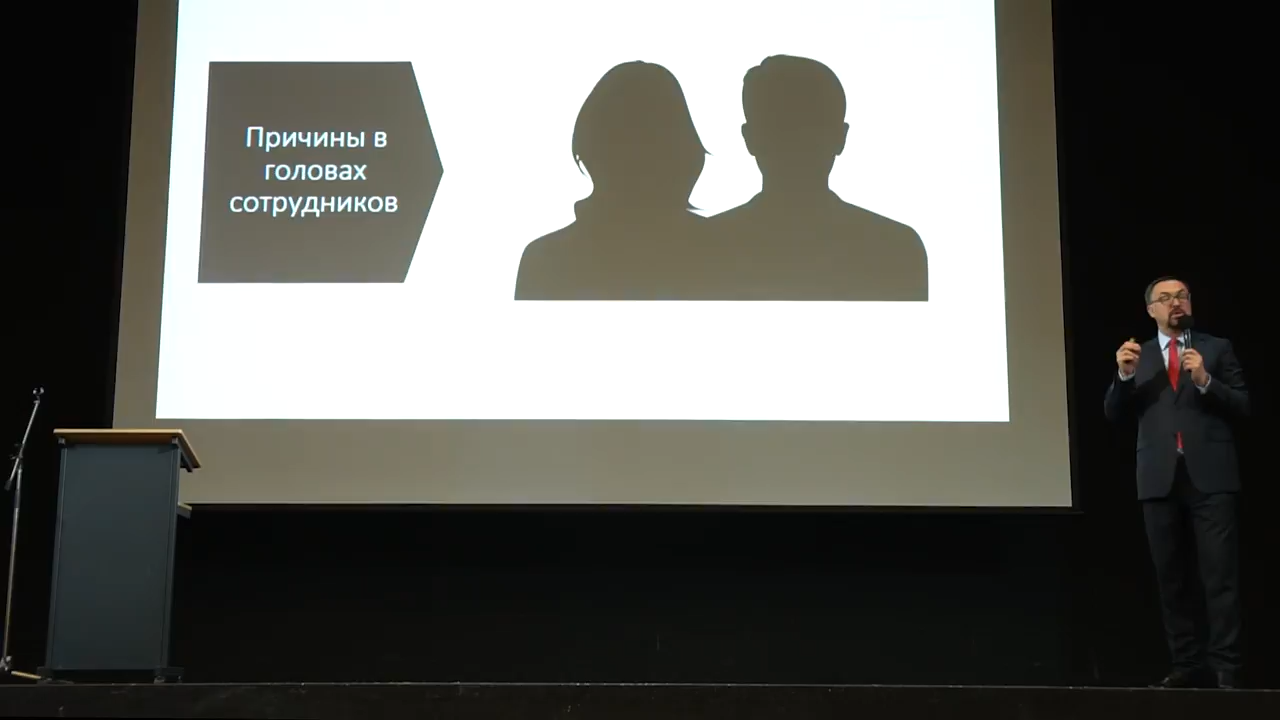 Причины в
головах
сотрудников